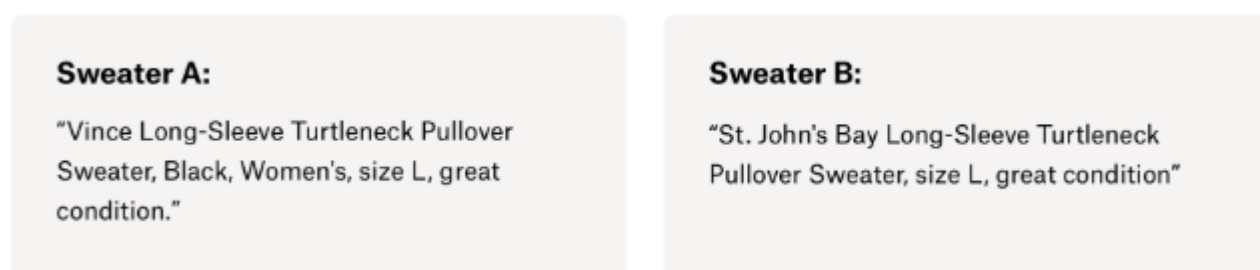 Sweater A:
“Vince Long-Sleeve Turtleneck Pullover
Sweater, Black, Women's, size L, great
condition.”
Sweater B:
“St. John's Bay Long-Sleeve Turtleneck
Pullover Sweater, size L, great condition”